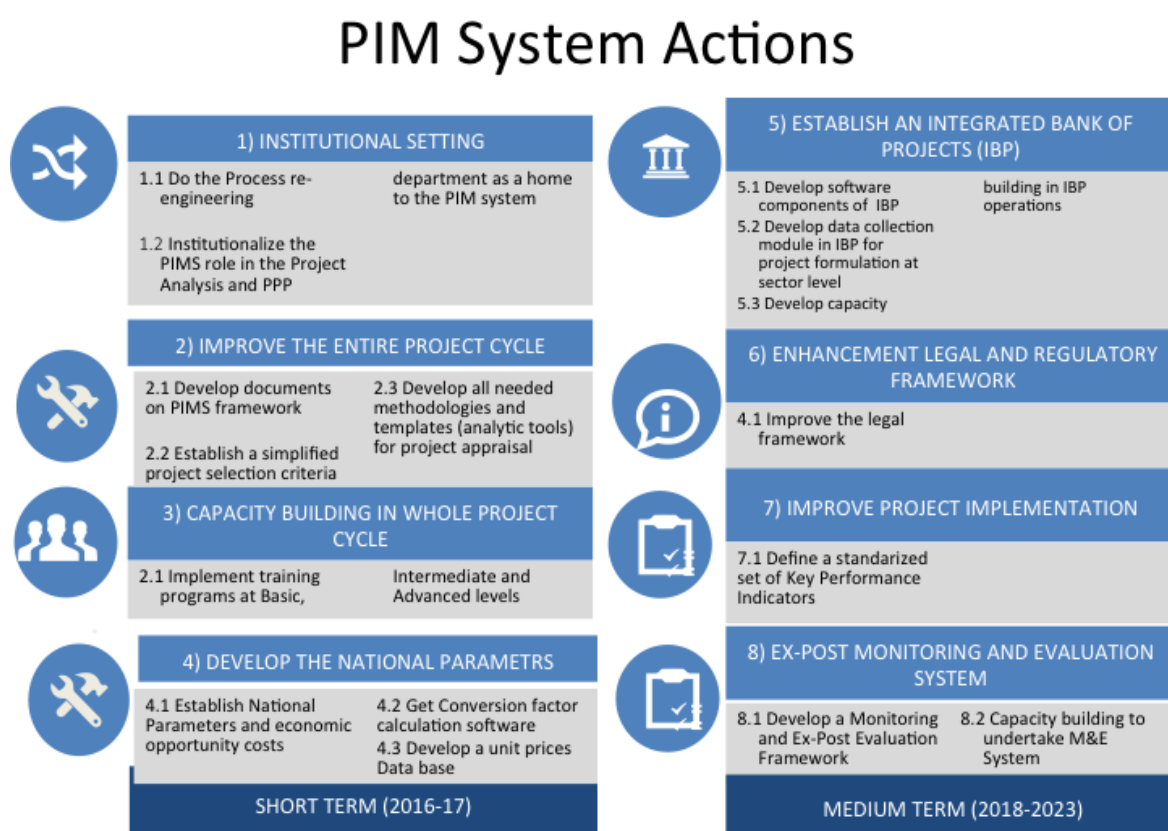 PIM System Actions
1) INSTITUTIONAL SETTING
1.1 Do the Process re-
engineering
1.2 Institutionalize the
PIMS role in the Project
Analysis and PPP
department as a home
to the PIM system
2) IMPROVE THE ENTIRE PROJECT CYCLE
2.1 Develop documents
on PIMS framework
2.2 Establish a simplified
project selection criteria
2.3 Develop all needed
methodologies and
templates (analytic tools)
for project appraisal
3) CAPACITY BUILDING IN WHOLE PROJECT
CYCLE
2.1 Implement training
programs at Basic,
Intermediate and
Advanced levels
4) DEVELOP THE NATIONAL PARAMETRS
4.1 Establish National
Parameters and economic
opportunity costs
4.2 Get Conversion factor
calculation software
4.3 Develop a unit prices
Data base
SHORT TERM (2016-17)
5) ESTABLISH AN INTEGRATED BANK OF
PROJECTS (IBP)
5.1 Develop software
components of IBP
5.2 Develop data collection
module in IBP for
project formulation at
sector level
5.3 Develop capacity
building in IBP
operations
6) ENHANCEMENT LEGAL AND REGULATORY
FRAMEWORK
4.1 Improve the legal
framework
7) IMPROVE PROJECT IMPLEMENTATION
7.1 Define a standarized
set of Key Performance
Indicators
8) EX-POST MONITORING AND EVALUATION
SYSTEM
8.1 Develop a Monitoring
and Ex-Post Evaluation
Framework
8.2 Capacity building to
undertake M&E
System
MEDIUM TERM (2018-2023)